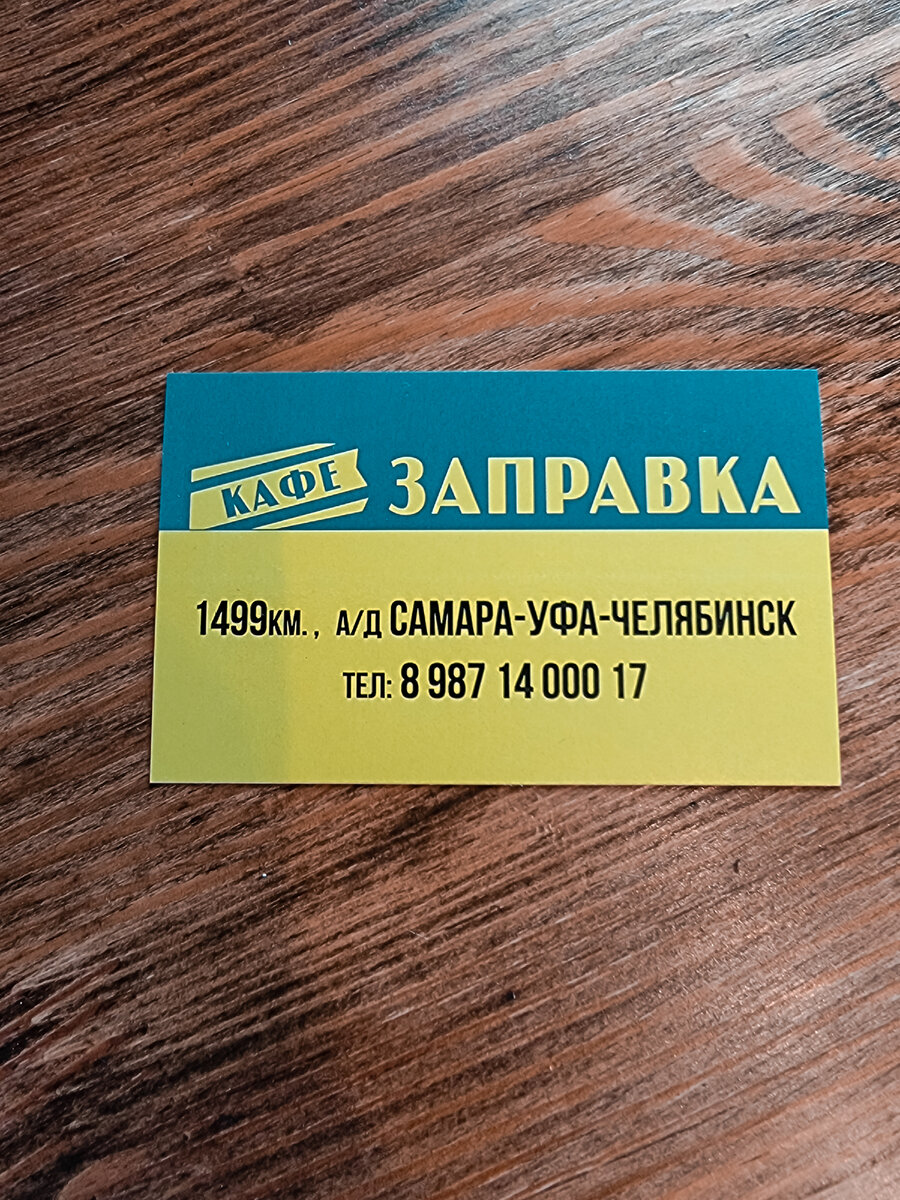 КАФЕ ЗАПРАВКА
1499КМ., А/Д САМАРА-УФА-ЧЕЛЯБИНСК
ТЕЛ: 8 987 14 000 17